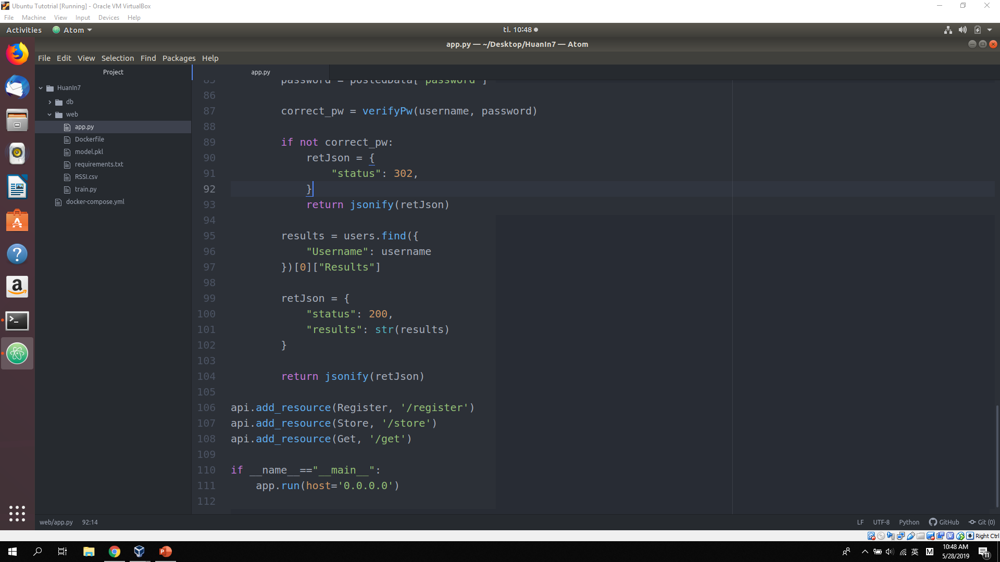 Ubuntu Tutotrial [Running] - Oracle VM VirtualBox
File Machine View Input Devices Help
Activities Atom ti. 10:48
app.py — ~/Desktop/HuanIn7 — Atom
File Edit View Selection Find Packages Help
Project
HuanIn7
db
web
app.py
Dockerfile
model.pkl
requirements.txt
RSSI.csv
train.py
docker-compose.yml
app.py
85 password = postedData["password"]
86
87 correct_pw = verifyPw(username, password)
88
89 if not correct_pw:
90 retJson = {
91 "status": 302,
92 }
93 return jsonify(retJson)
94
95 results = users.find({
96 "Username": username
97 })[0]["Results"]
98
99 retJson = {
100 "status": 200,
101 "results": str(results)
102 }
103
104 return jsonify(retJson)
105
106 api.add_resource(Register, '/register')
107 api.add_resource(Store, '/store')
108 api.add_resource(Get, '/get')
109
110 if __name__=="__main__":
111 app.run(host='0.0.0.0')
112
web/app.py 92:14 LF UTF-8 Python GitHub Git (0)
Right Ctrl
英 M 10:48 AM
5/28/2019
11